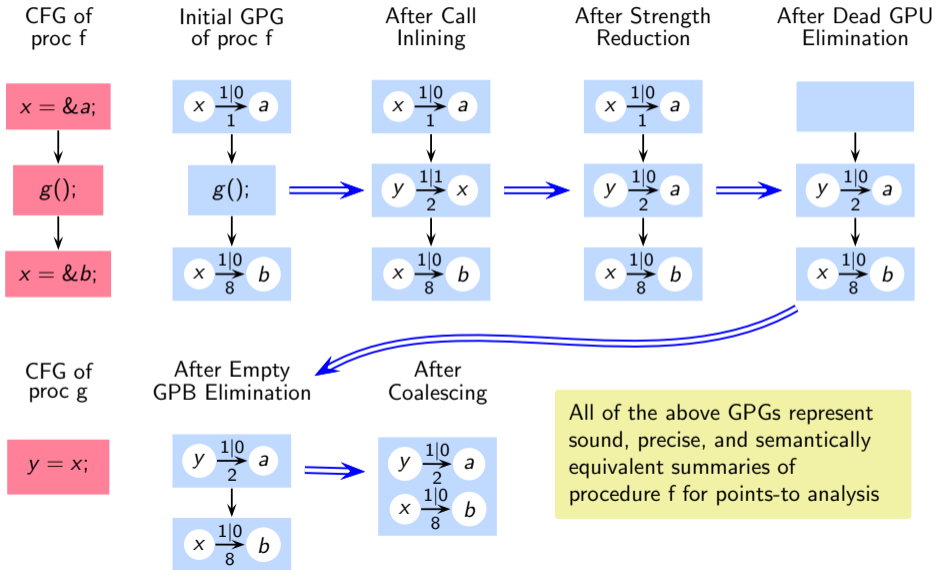 CFG of
proc f
Initial GPG
of proc f
After Call
Inlining
After Strength
Reduction
After Dead GPU
Elimination
x = &a;
g();
x = &b;
x 1|0 a
1
g();
x 1|0 b
8
x 1|0 a
1
y 1|1 x
2
x 1|0 b
8
x 1|0 a
1
y 1|0 a
2
x 1|0 b
8
y 1|0 a
2
x 1|0 b
8
CFG of
proc g
y = x;
After Empty
GPB Elimination
y 1|0 a
2
x 1|0 b
8
After
Coalescing
y 1|0 a
2
x 1|0 b
8
All of the above GPGs represent
sound, precise, and semantically
equivalent summaries of
procedure f for points-to analysis